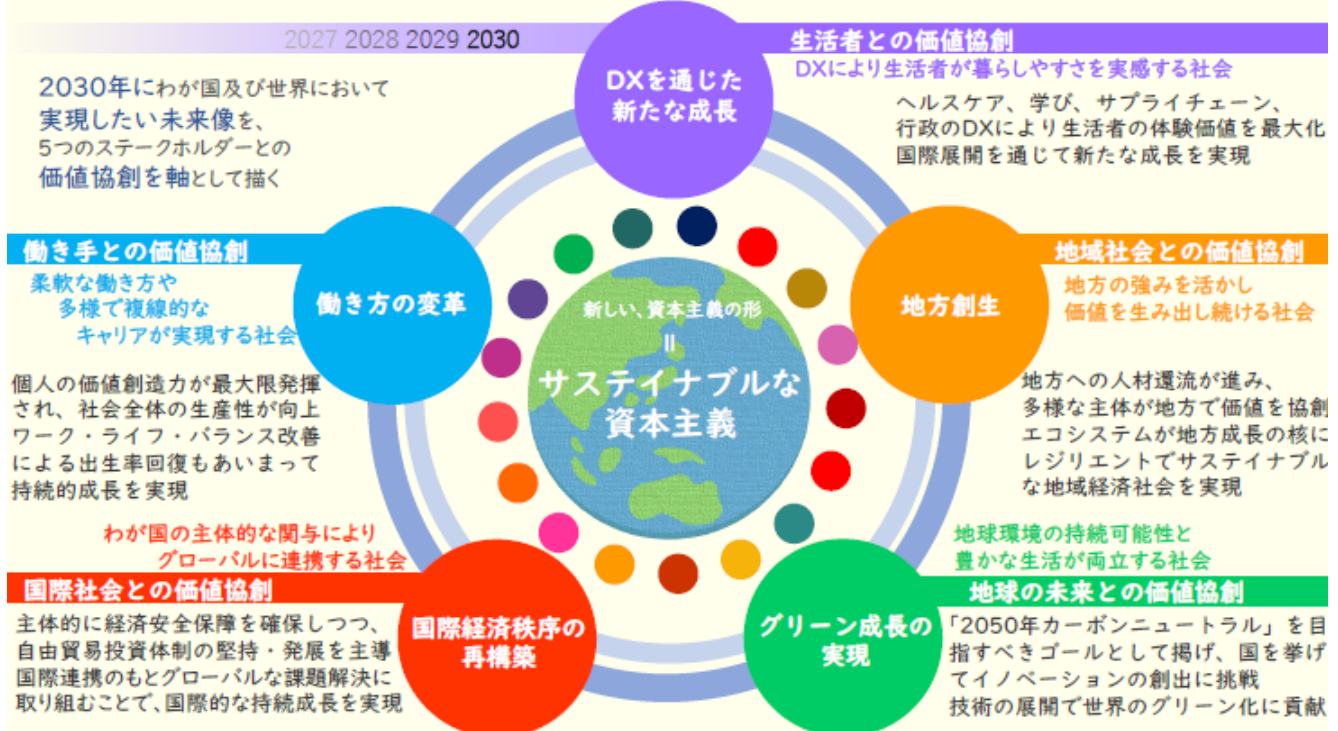 2027 2028 2029 2030
2030年にわが国及び世界において
実現したい未来像を、
5つのステークホルダーとの
価値協創を軸として描く
DXを通じた
新たな成長
生活者との価値協創
DXにより生活者が暮らしやすさを実感する社会
ヘルスケア、学び、サプライチェーン、
行政のDXにより生活者の体験価値を最大化
国際展開を通じて新たな成長を実現
働き手との価値協創
柔軟な働き方や
多様で複線的な
キャリアが実現する社会
働き方の変革
個人の価値創造力が最大限発揮
され、社会全体の生産性が向上
ワーク・ライフ・バランス改善
による出生率回復もあいまって
持続的成長を実現
新しい、資本主義の形
=
サステイナブルな
資本主義
地方創生
地域社会との価値協創
地方の強みを活かし
価値を生み出し続ける社会
地方への人材還流が進み、
多様な主体が地方で価値を協創
エコシステムが地方成長の核に
レジリエントでサステイナブル
な地域経済社会を実現
わが国の主体的な関与により
グローバルに連携する社会
国際社会との価値協創
主体的に経済安全保障を確保しつつ、
自由貿易投資体制の堅持・発展を主導
国際連携のもとグローバルな課題解決に
取り組むことで、国際的な持続成長を実現
国際経済秩序の
再構築
グリーン成長の
実現
地球環境の持続可能性と
豊かな生活が両立する社会
地球の未来との価値協創
「2050年カーボンニュートラル」を目
指すべきゴールとして掲げ、国を挙げ
てイノベーションの創出に挑戦
技術の展開で世界のグリーン化に貢献